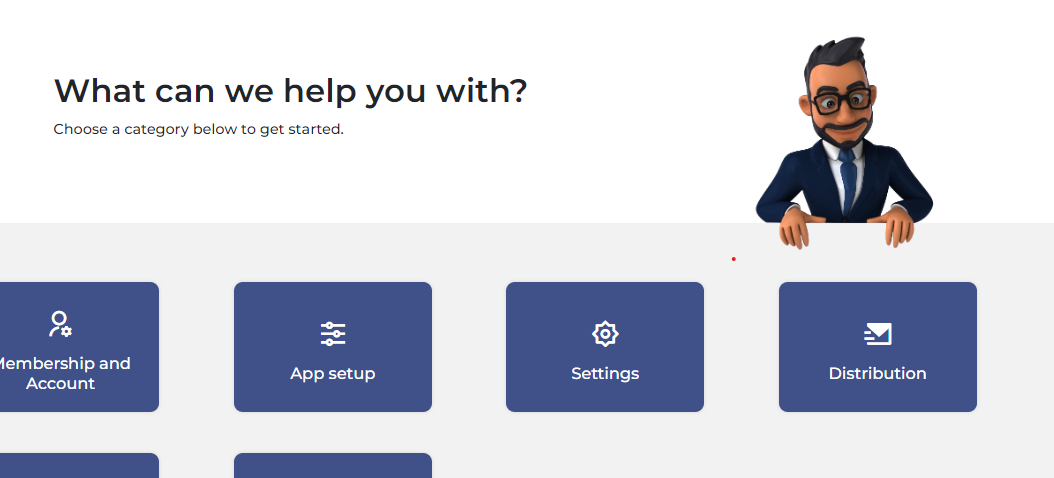 What can we help you with?
Choose a category below to get started.
Membership and
Account
App setup
Settings
Distribution